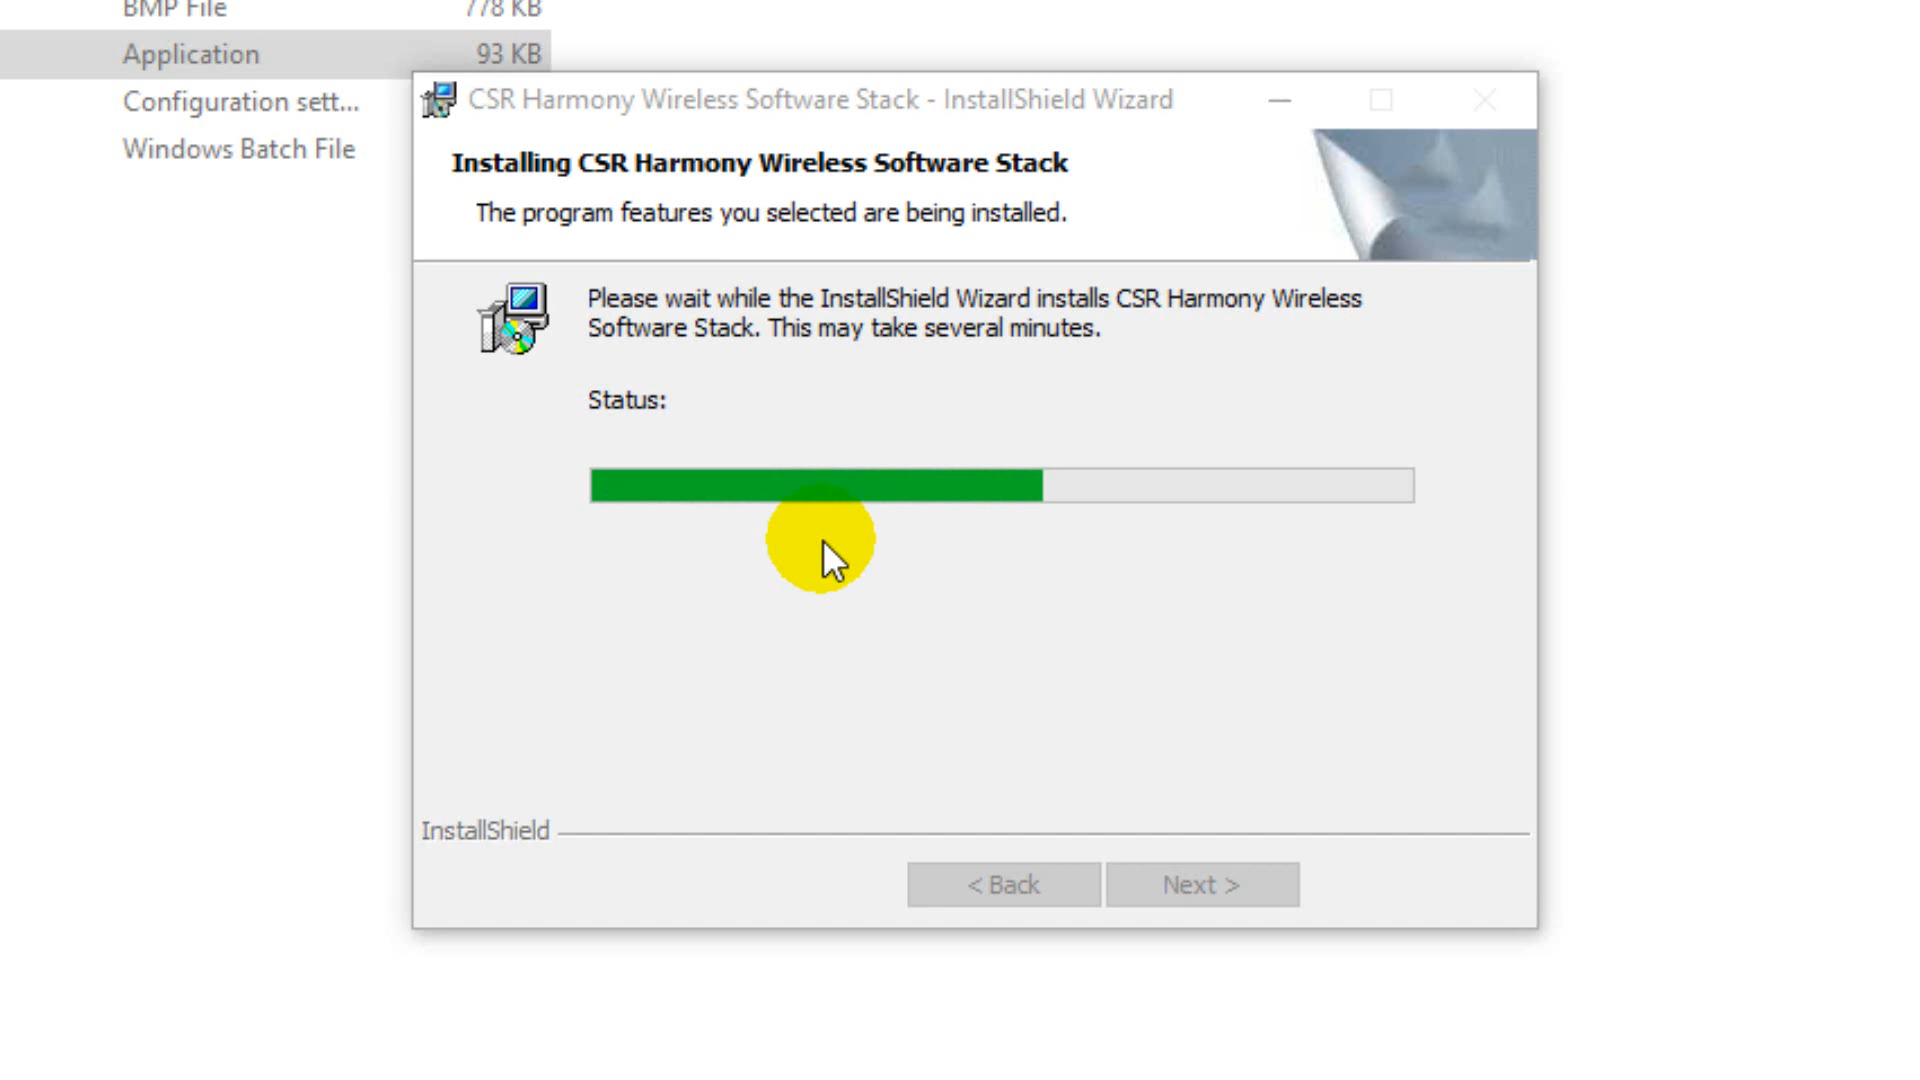 BMP File 778 KB
Application 93 KB
Configuration sett...
Windows Batch File
CSR Harmony Wireless Software Stack - InstallShield Wizard
Installing CSR Harmony Wireless Software Stack
The program features you selected are being installed.
Please wait while the InstallShield Wizard installs CSR Harmony Wireless
Software Stack. This may take several minutes.
Status:
InstallShield
< Back Next >